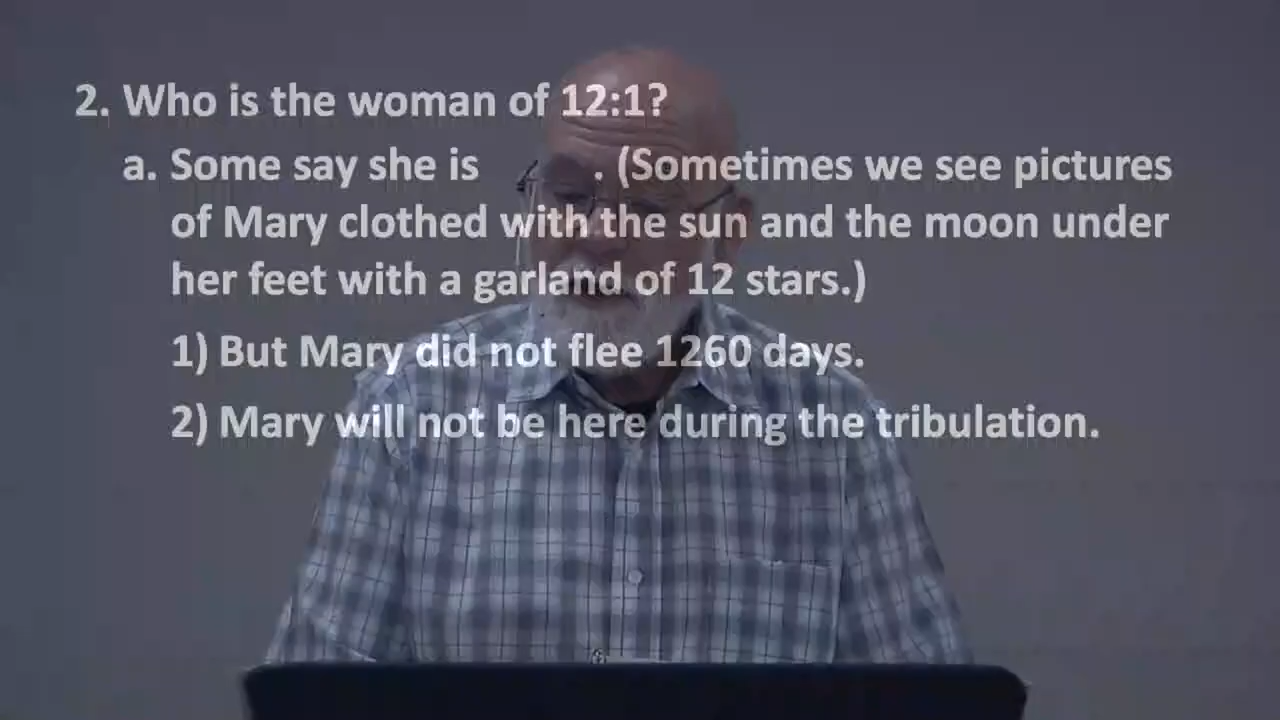 2. Who is the woman of 12:1?
a. Some say she is . (Sometimes we see pictures
of Mary clothed with the sun and the moon under
her feet with a garland of 12 stars.)
1) But Mary did not flee 1260 days.
2) Mary will not be here during the tribulation.